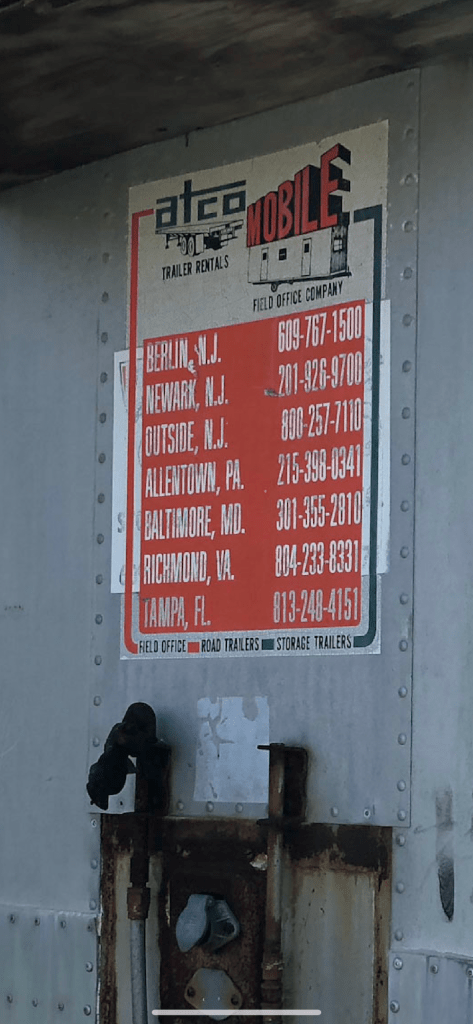 atco
MOBILE
TRAILER RENTALS
FIELD OFFICE COMPANY
BERLIN, N.J. 609-767-1500
NEWARK, N.J. 201-926-9700
OUTSIDE, N.J. 800-257-7110
ALLENTOWN, PA. 215-398-0341
BALTIMORE, MD. 301-355-2810
RICHMOND, VA. 804-233-8331
TAMPA, FL. 813-248-4151
FIELD OFFICE ROAD TRAILERS STORAGE TRAILERS